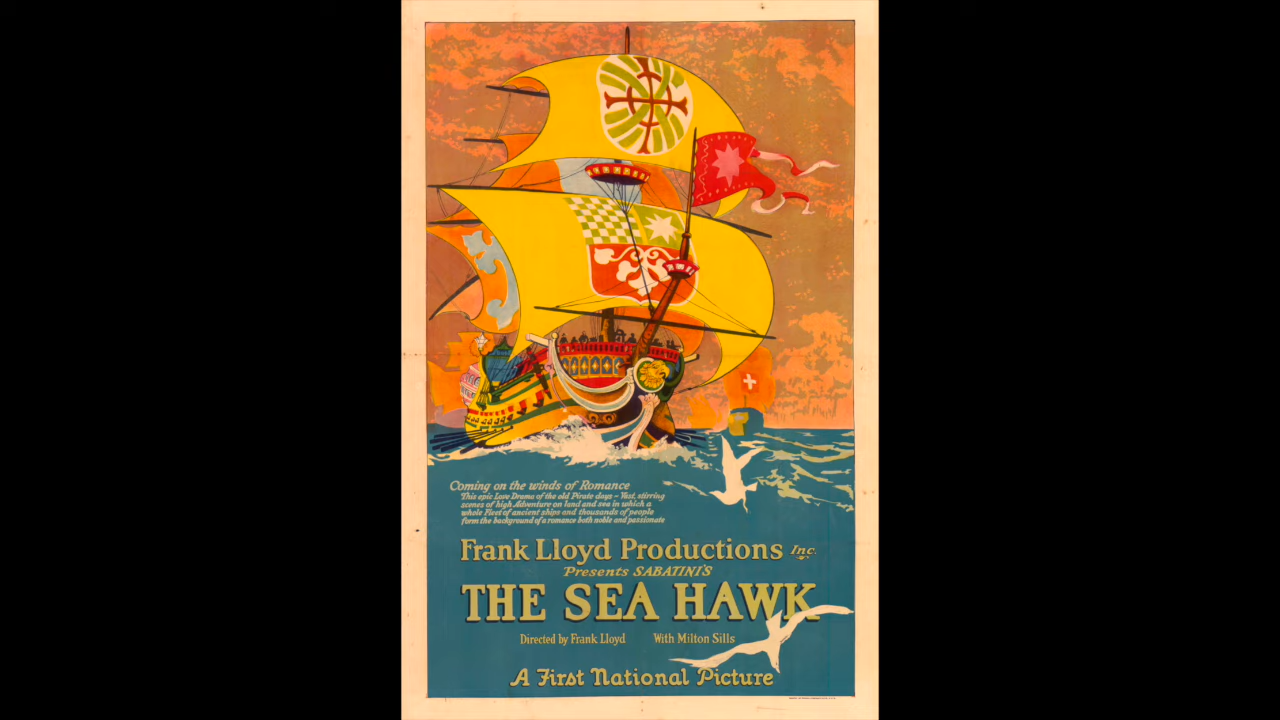 Coming on the winds of Romance
This epic Love Drama of the old Pirate days - Vast, stirring
scenes of high Adventure on land and sea in which a
whole Fleet of ancient ships and thousands of people
form the background of a romance both noble and passionate
Frank Lloyd Productions Inc.
Presents SABATINI'S
THE SEA HAWK
Directed by Frank Lloyd With Milton Sills
A First National Picture